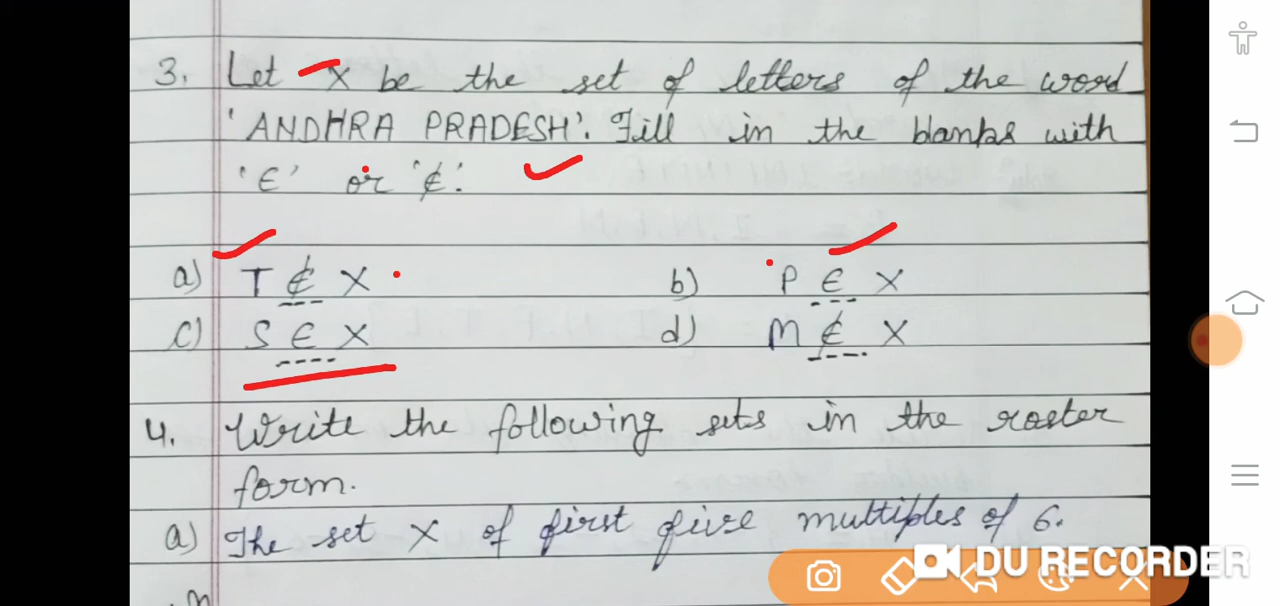 3. Let X be the set of letters of the word
'ANDHRA PRADESH'. Fill in the blanks with
'∈' or '∉'.
a) T ∉ X b) P ∈ X
c) S ∈ X d) M ∉ X
4. Write the following sets in the roster
form.
a) The set X of first five multiples of 6.
DU RECORDER